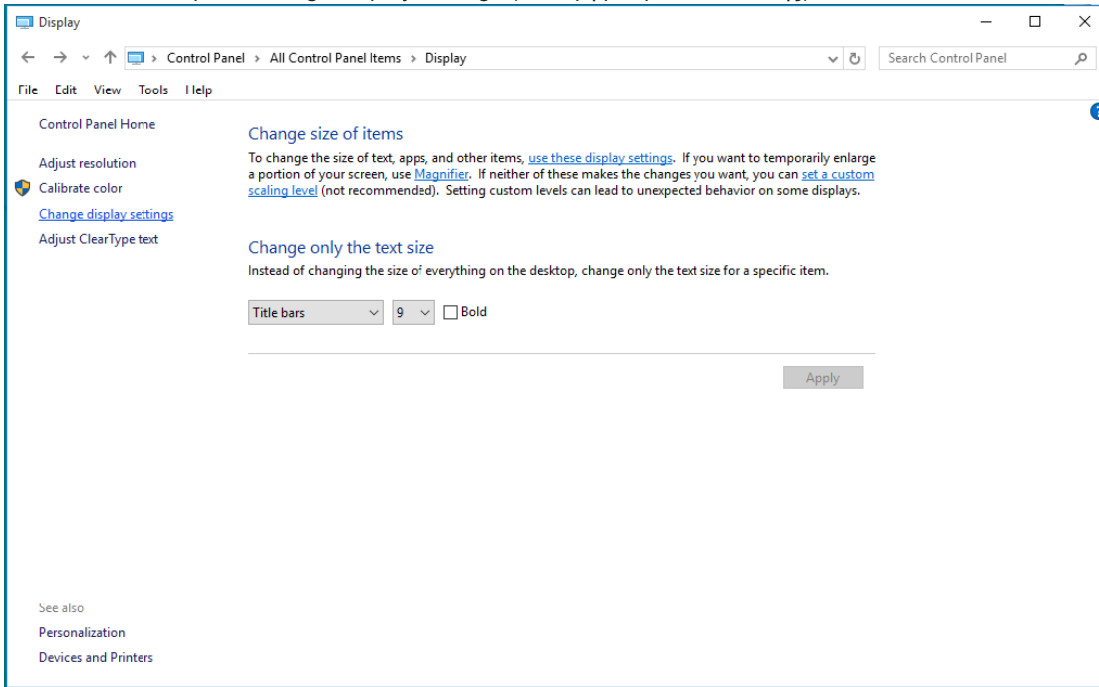 Display
Control Panel > All Control Panel Items > Display
Search Control Panel
File Edit View Tools Help
Control Panel Home
Adjust resolution
Calibrate color
Change display settings
Adjust ClearType text
Change size of items
To change the size of text, apps, and other items, use these display settings. If you want to temporarily enlarge
a portion of your screen, use Magnifier. If neither of these makes the changes you want, you can set a custom
scaling level (not recommended). Setting custom levels can lead to unexpected behavior on some displays.
Change only the text size
Instead of changing the size of everything on the desktop, change only the text size for a specific item.
Title bars 9 Bold
Apply
See also
Personalization
Devices and Printers